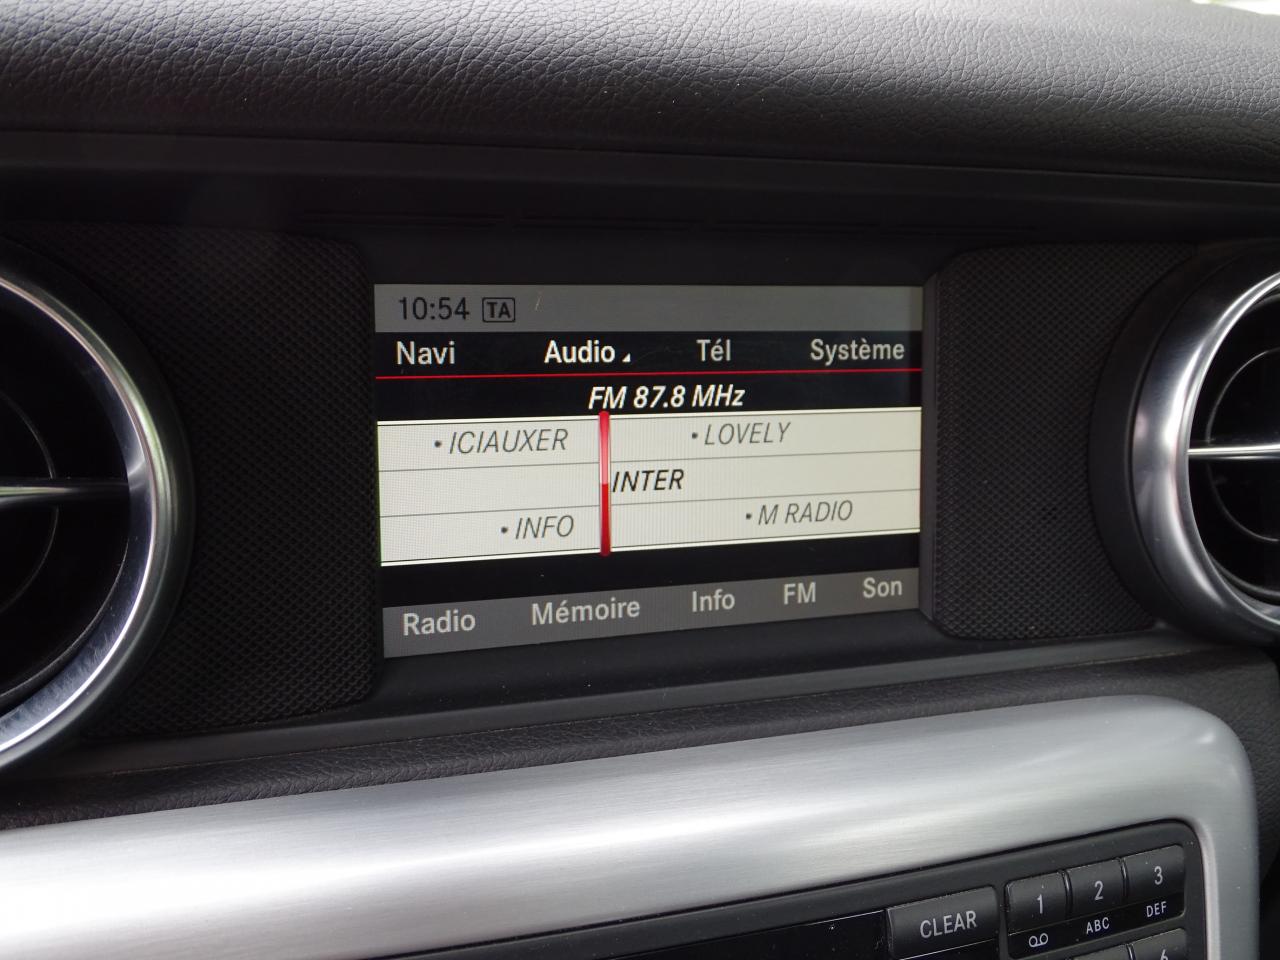 10:54 TA
Navi Audio Tél Système
FM 87.8 MHz
• ICIAUXER • LOVELY
INTER
• INFO • M RADIO
Radio Mémoire Info FM Son
CLEAR 1 2 ABC 3 DEF
6